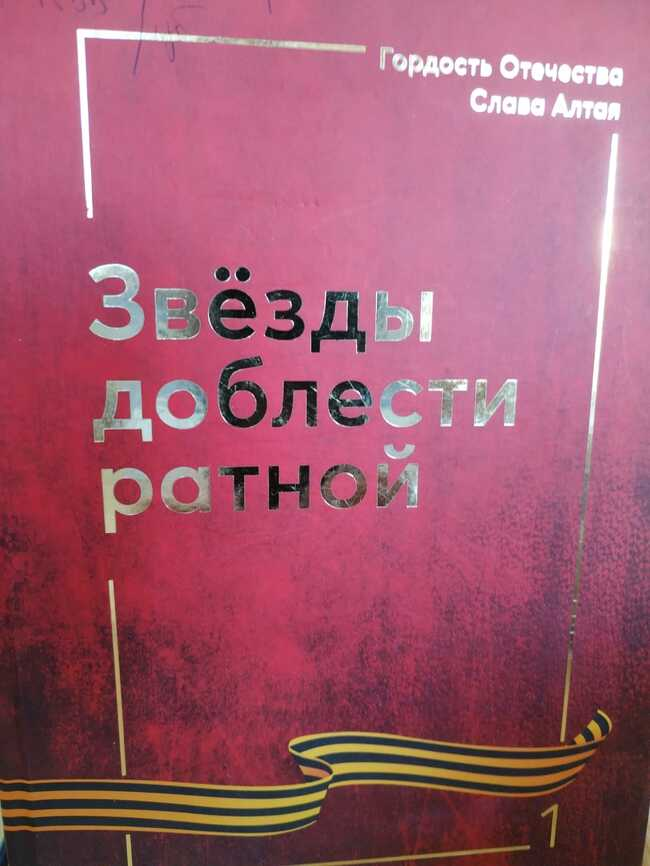 Гордость Отечества
Слава Алтая
Звёзды
доблести
ратной
1